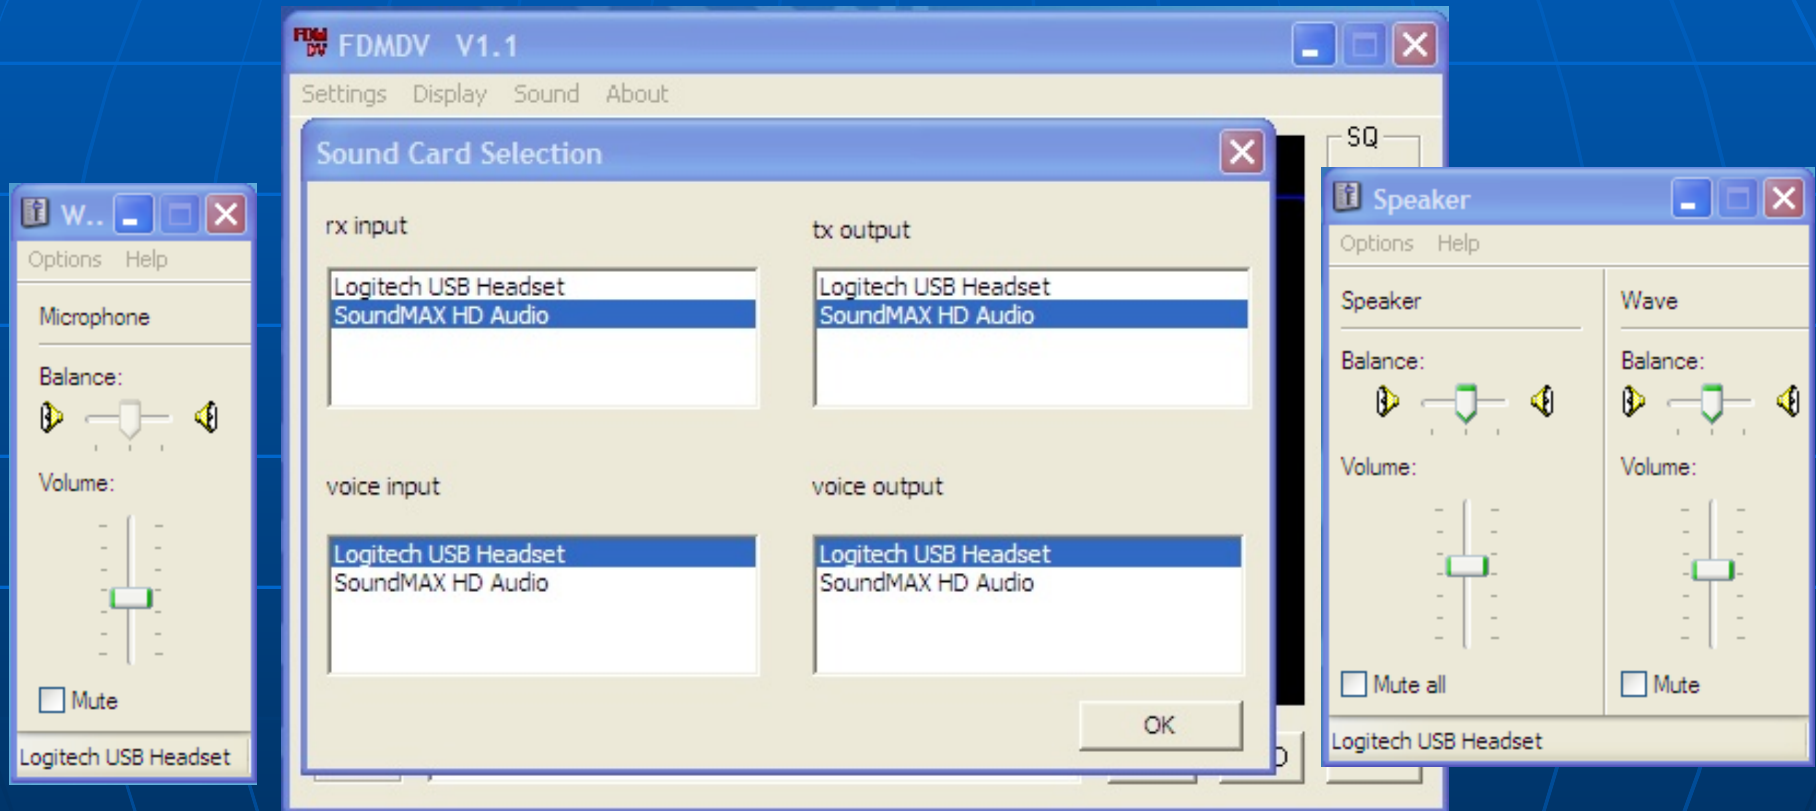 FDM
DV
FDMDV V1.1
Settings Display Sound About
SQ
Sound Card Selection
rx input
Logitech USB Headset
SoundMAX HD Audio
tx output
Logitech USB Headset
SoundMAX HD Audio
voice input
Logitech USB Headset
SoundMAX HD Audio
voice output
Logitech USB Headset
SoundMAX HD Audio
OK
W..
Options Help
Microphone
Balance:
Volume:
Mute
Logitech USB Headset
Speaker
Options Help
Speaker
Balance:
Volume:
Mute all
Wave
Balance:
Volume:
Mute
Logitech USB Headset